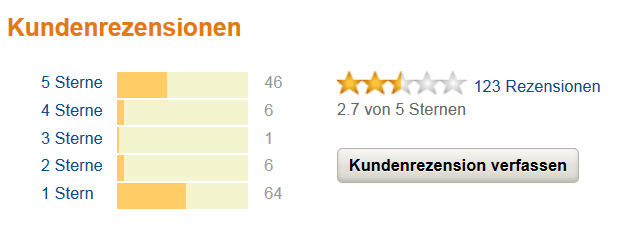 Kundenrezensionen
5 Sterne 46
4 Sterne 6
3 Sterne 1
2 Sterne 6
1 Stern 64
123 Rezensionen
2.7 von 5 Sternen
Kundenrezension verfassen